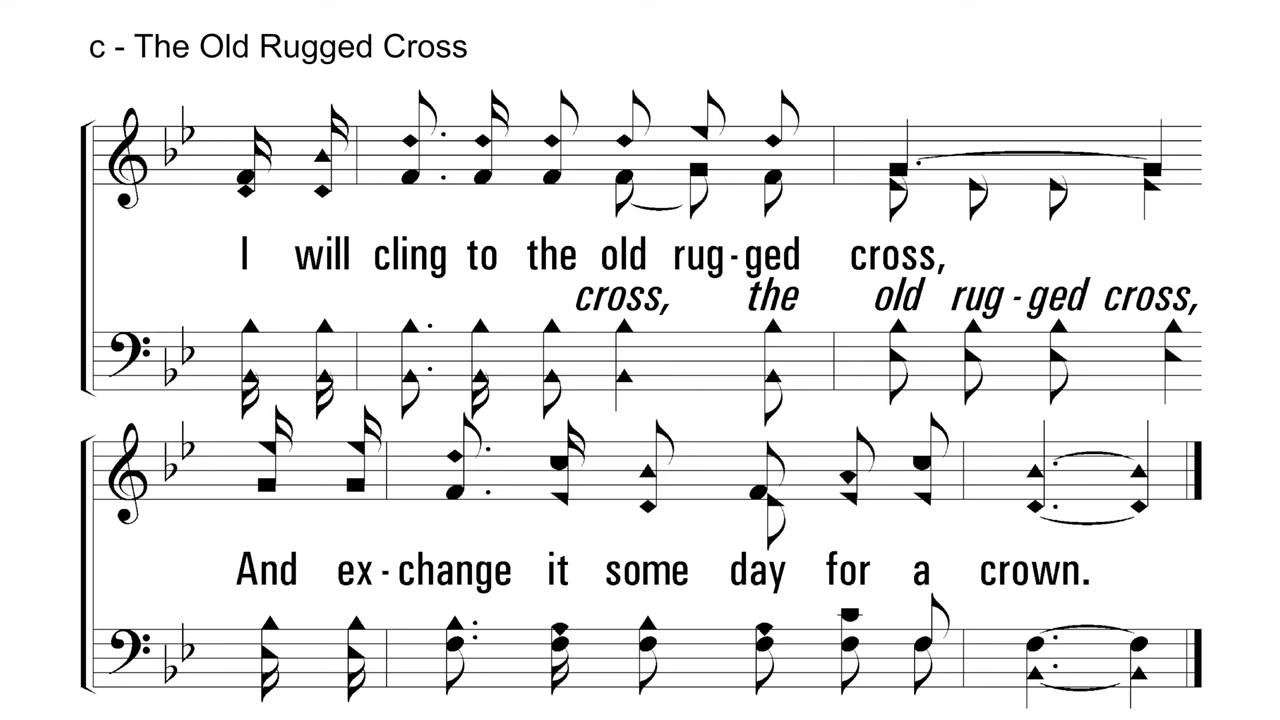 c - The Old Rugged Cross
I will cling to the old rug - ged cross,
cross, the old rug - ged cross,
And ex - change it some day for a crown.